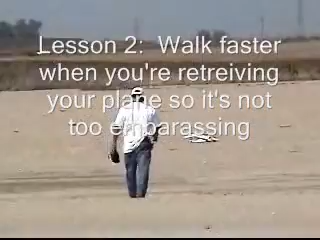 Lesson 2:  Walk faster
when you're retreiving
your plane so it's not
too embarassing